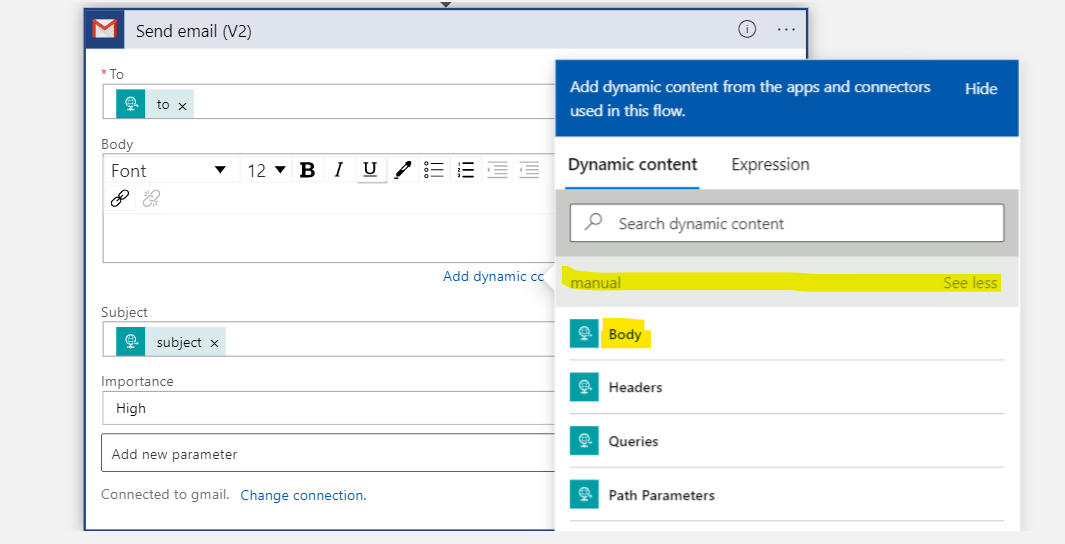 Send email (V2)
* To
to ×
Body
Font
12
B I U
Add dynamic cc
Subject
subject ×
Importance
High
Add new parameter
Connected to gmail. Change connection.
Add dynamic content from the apps and connectors
used in this flow.
Hide
Dynamic content
Expression
Search dynamic content
manual
See less
Body
Headers
Queries
Path Parameters